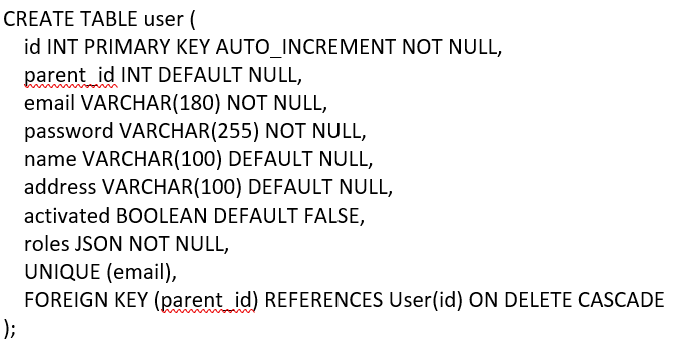 CREATE TABLE user (
id INT PRIMARY KEY AUTO_INCREMENT NOT NULL,
parent_id INT DEFAULT NULL,
email VARCHAR(180) NOT NULL,
password VARCHAR(255) NOT NULL,
name VARCHAR(100) DEFAULT NULL,
address VARCHAR(100) DEFAULT NULL,
activated BOOLEAN DEFAULT FALSE,
roles JSON NOT NULL,
UNIQUE (email),
FOREIGN KEY (parent_id) REFERENCES User(id) ON DELETE CASCADE
);